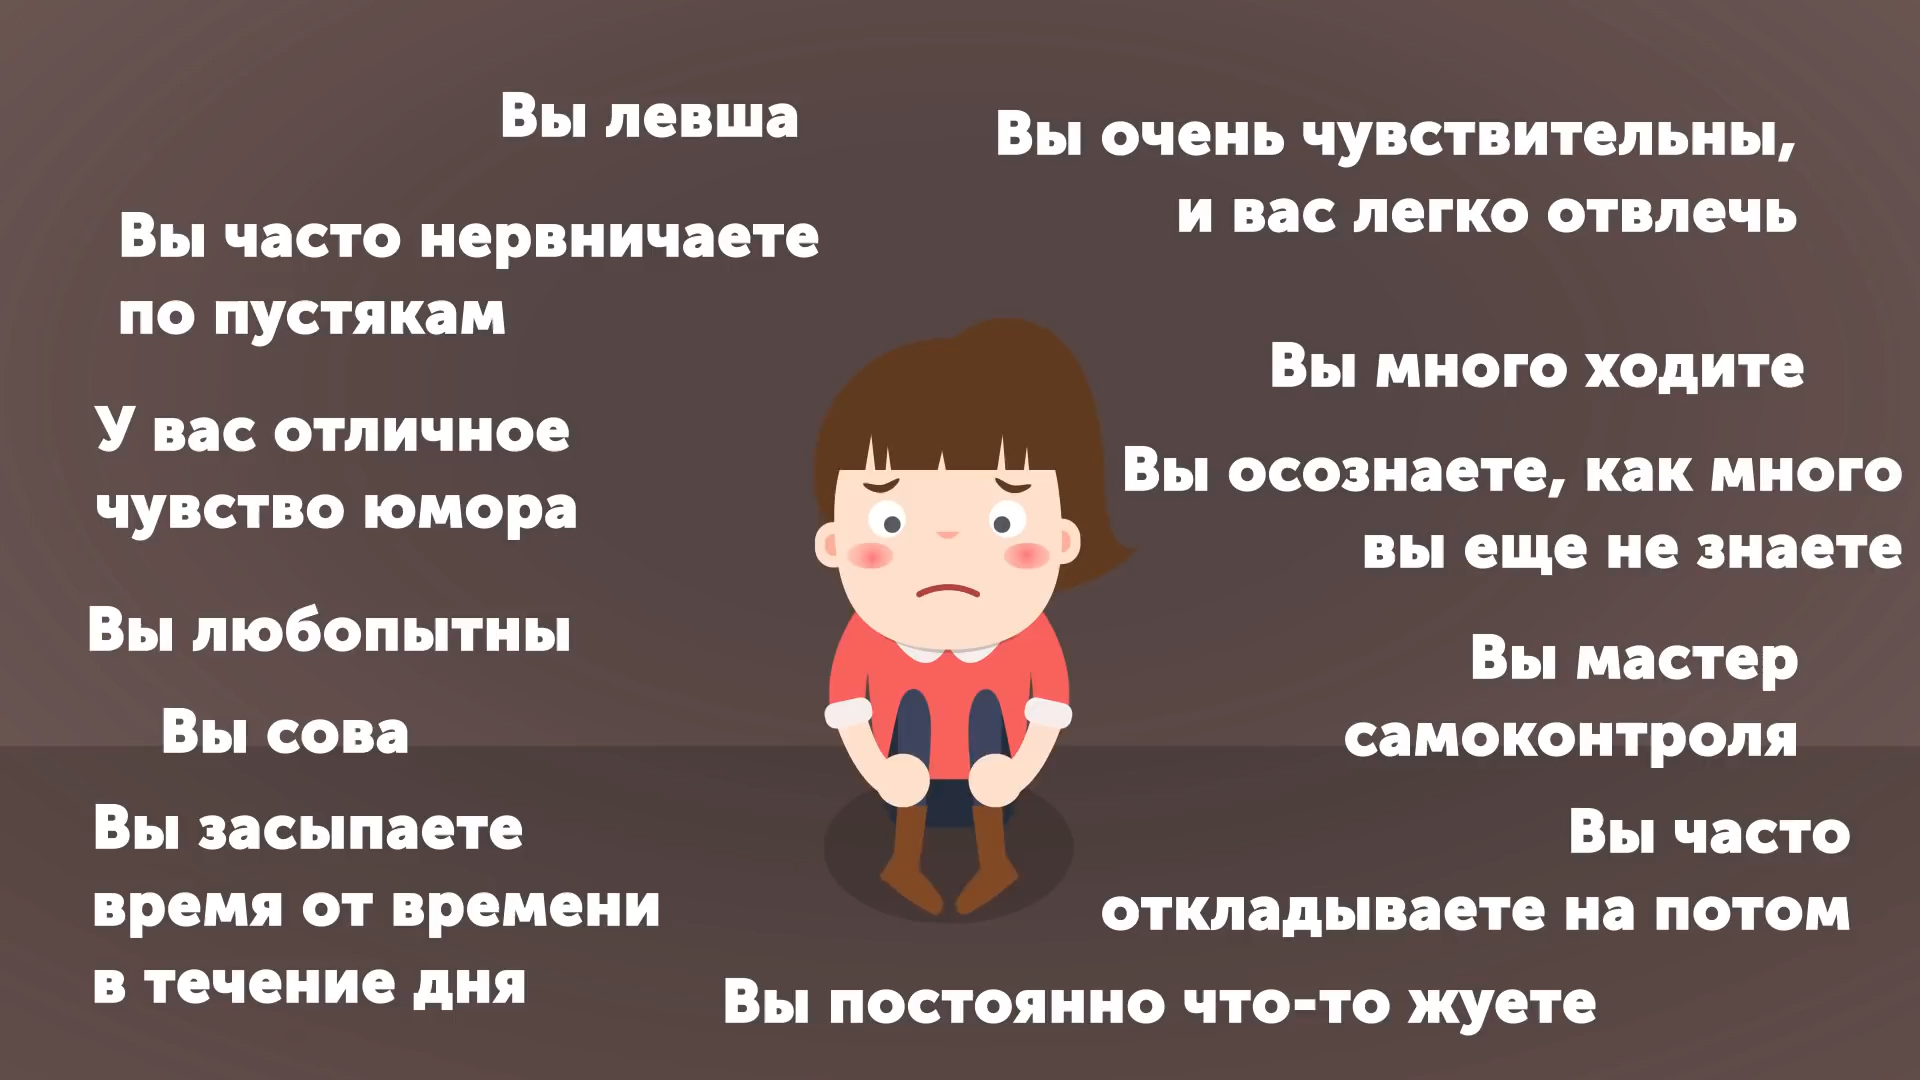 Вы левша
Вы часто нервничаете
по пустякам
У вас отличное
чувство юмора
Вы любопытны
Вы сова
Вы засыпаете
время от времени
в течение дня
Вы очень чувствительны,
и вас легко отвлечь
Вы много ходите
Вы осознаете, как много
вы еще не знаете
Вы мастер
самоконтроля
Вы часто
откладываете на потом
Вы постоянно что-то жуете